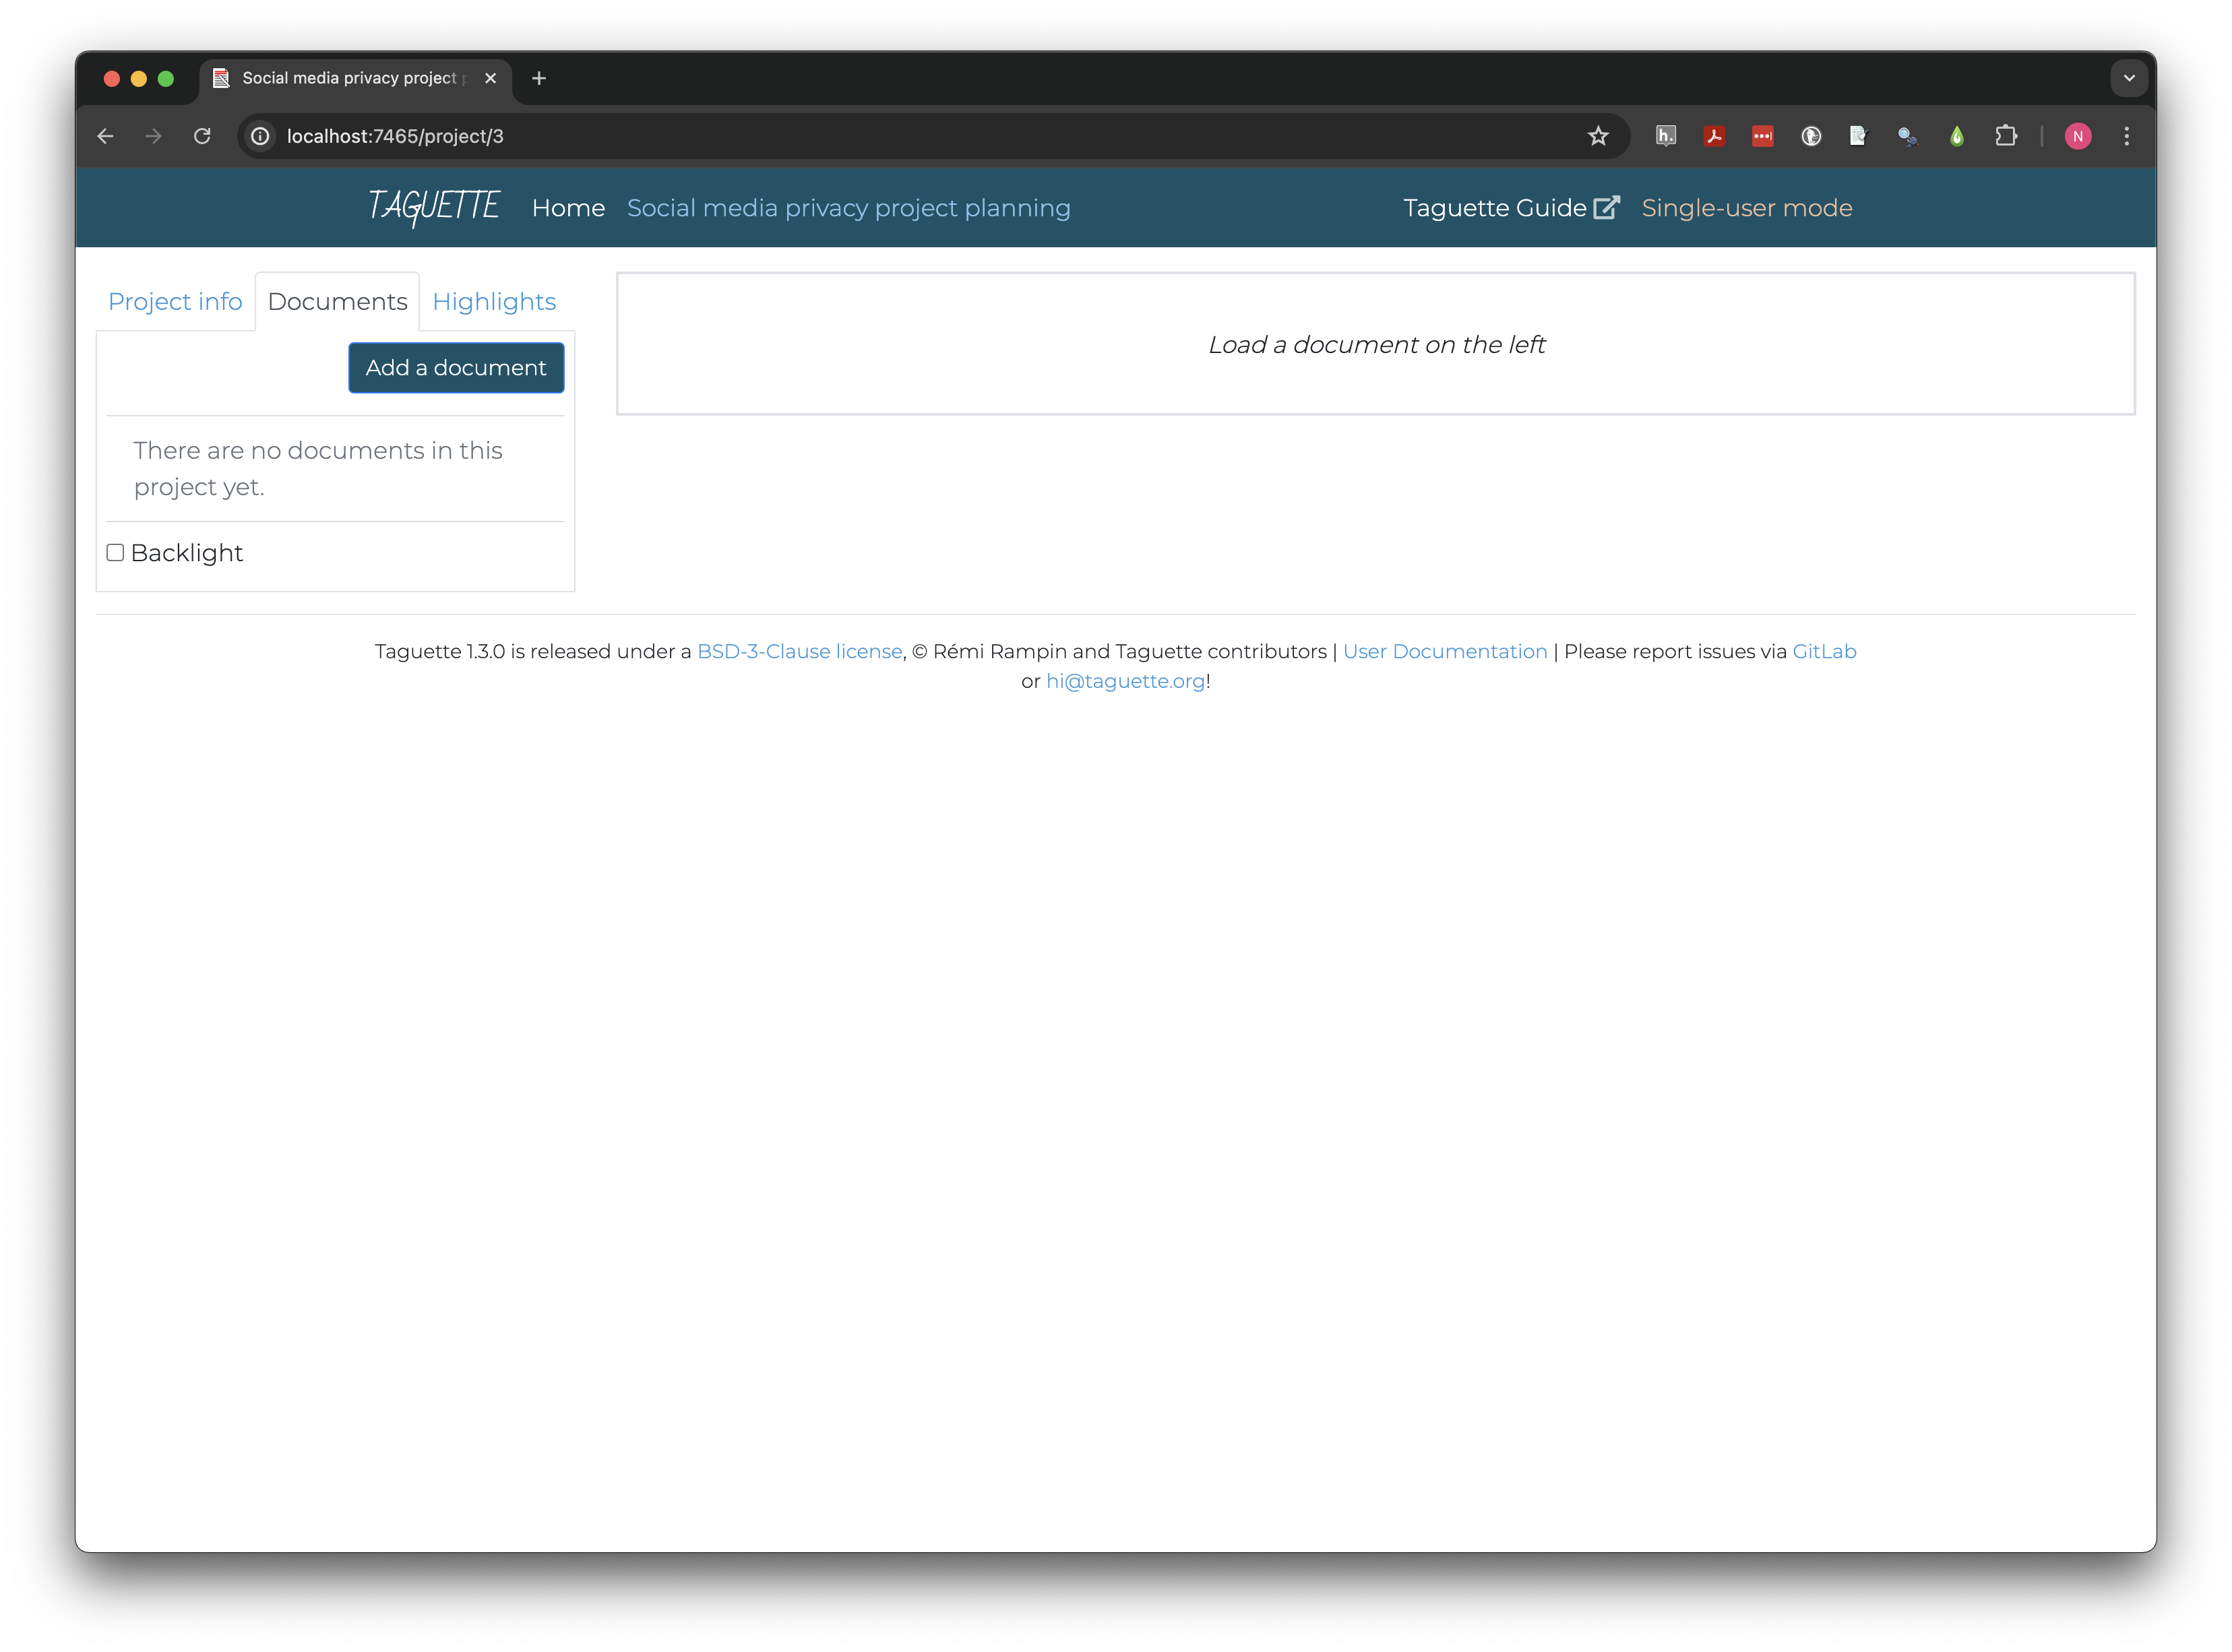 Social media privacy project
localhost:7465/project/3
N
TAGUETTE Home Social media privacy project planning Taguette Guide Single-user mode
Project info Documents Highlights
Add a document
Load a document on the left
There are no documents in this
project yet.
Backlight
Taguette 1.3.0 is released under a BSD-3-Clause license, © Rémi Rampin and Taguette contributors | User Documentation | Please report issues via GitLab
or hi@taguette.org!